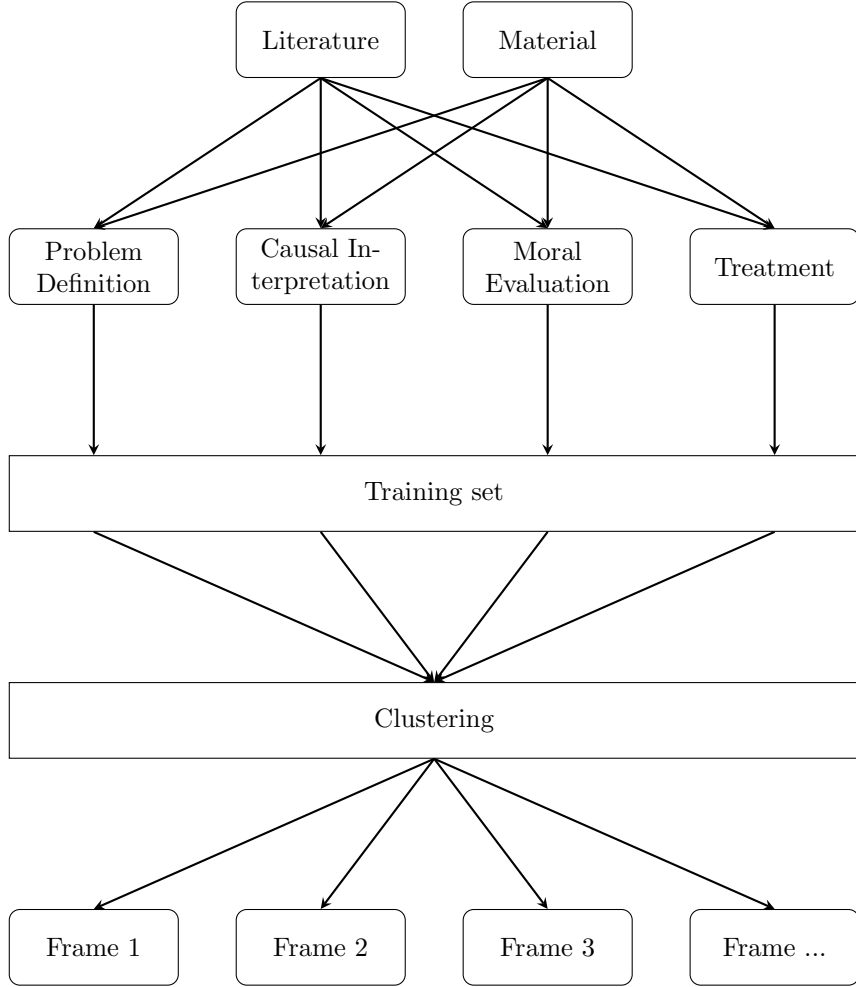 Literature
Material
Problem
Definition
Causal In-
terpretation
Moral
Evaluation
Treatment
Training set
Clustering
Frame 1
Frame 2
Frame 3
Frame ...